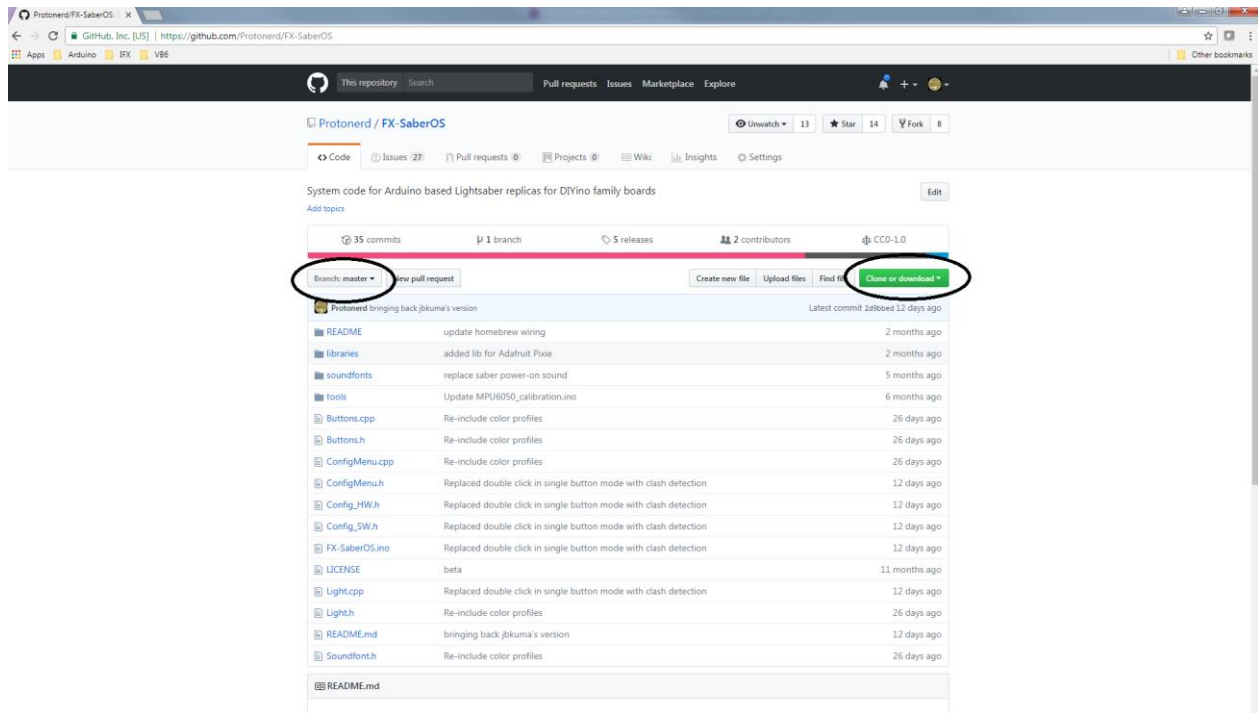 Protonerd/FX-SaberOS:
GitHub, Inc. [US] | https://github.com/Protonerd/FX-SaberOS
Apps Arduino IFX VB6 Other bookmarks
This repository Search Pull requests Issues Marketplace Explore
Protonerd / FX-SaberOS Unwatch 13 Star 14 Fork 8
Code Issues 27 Pull requests 0 Projects 0 Wiki Insights Settings
System code for Arduino based Lightsaber replicas for DIYino family boards Edit
Add topics
35 commits 1 branch 5 releases 2 contributors CC0-1.0
Branch: master New pull request Create new file Upload files Find fil Clone or download
Protonerd bringing back jbkuma's version Latest commit 2d9bbed 12 days ago
README update homebrew wiring 2 months ago
libraries added lib for Adafruit Pixie 2 months ago
soundfonts replace saber power-on sound 5 months ago
tools Update MPU6050_calibration.ino 6 months ago
Buttons.cpp Re-include color profiles 26 days ago
Buttons.h Re-include color profiles 26 days ago
ConfigMenu.cpp Re-include color profiles 26 days ago
ConfigMenu.h Replaced double click in single button mode with clash detection 12 days ago
Config_HW.h Replaced double click in single button mode with clash detection 12 days ago
Config_SW.h Replaced double click in single button mode with clash detection 12 days ago
FX-SaberOS.ino Replaced double click in single button mode with clash detection 12 days ago
LICENSE beta 11 months ago
Light.cpp Replaced double click in single button mode with clash detection 12 days ago
Light.h Re-include color profiles 26 days ago
README.md bringing back jbkuma's version 12 days ago
Soundfont.h Re-include color profiles 26 days ago
README.md